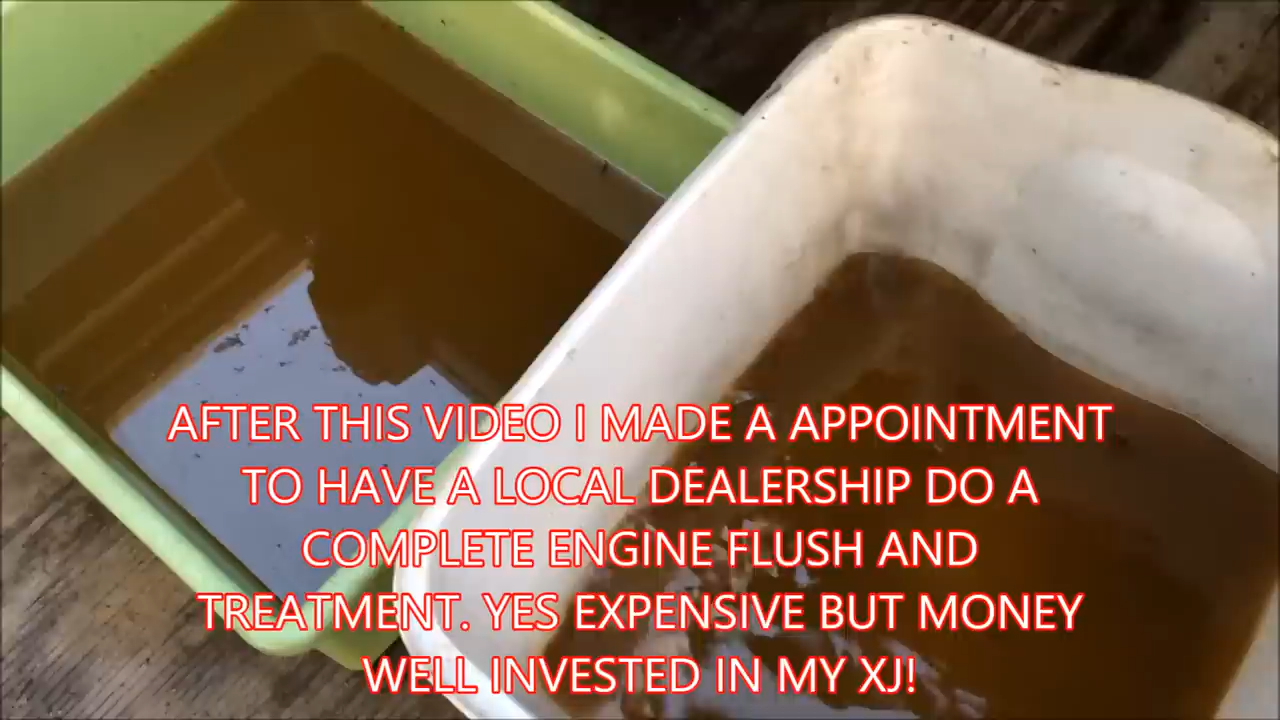 AFTER THIS VIDEO I MADE A APPOINTMENT
TO HAVE A LOCAL DEALERSHIP DO A
COMPLETE ENGINE FLUSH AND
TREATMENT. YES EXPENSIVE BUT MONEY
WELL INVESTED IN MY XJ!